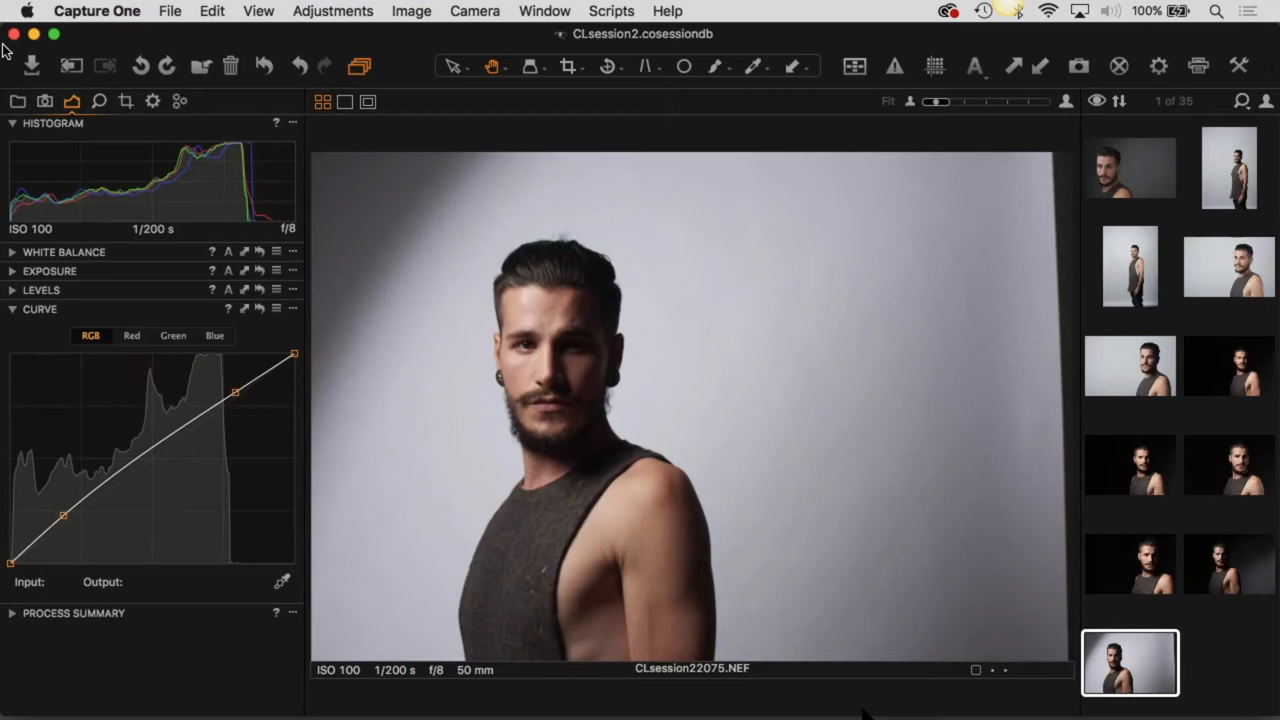 Capture One File Edit View Adjustments Image Camera Window Scripts Help 100%
CLsession2.cosessiondb
Fit 1 of 35
HISTOGRAM ?
ISO 100 1/200 s f/8
WHITE BALANCE ? A
EXPOSURE ? A
LEVELS ? A
CURVE ?
RGB Red Green Blue
Input: Output:
PROCESS SUMMARY ?
ISO 100 1/200 s f/8 50 mm CLsession22075.NEF